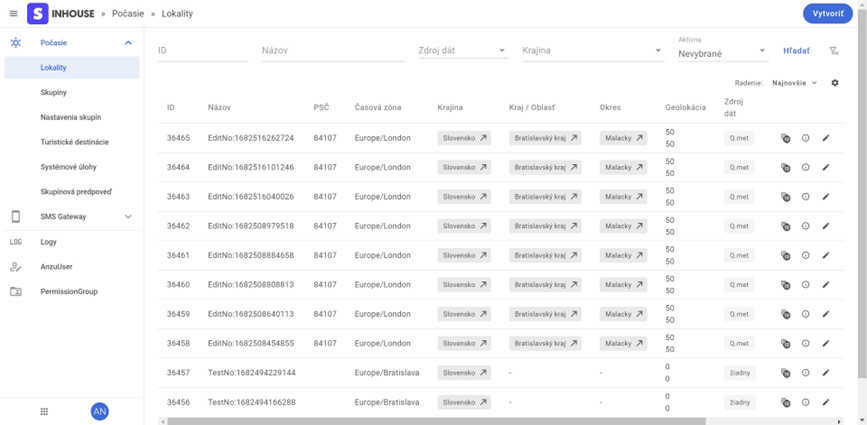 INHOUSE » Počasie » Lokality
Vytvoriť
Počasie
Lokality
Skupiny
Nastavenia skupín
Turistické destinácie
Systémové úlohy
Skupinová predpoveď
SMS Gateway
LOG Logy
AnzuUser
PermissionGroup
AN
ID
Názov
Zdroj dát
Krajina
Aktívna
Nevybrané
Hľadať
Radenie: Najnovšie
ID Názov PSČ Časová zóna Krajina Kraj / Oblasť Okres Geolokácia Zdroj dát
36465 EditNo:1682516262724 84107 Europe/London Slovensko Bratislavský kraj Malacky 50 50 Q.met
36464 EditNo:1682516101246 84107 Europe/London Slovensko Bratislavský kraj Malacky 50 50 Q.met
36463 EditNo:1682516040026 84107 Europe/London Slovensko Bratislavský kraj Malacky 50 50 Q.met
36462 EditNo:1682508979518 84107 Europe/London Slovensko Bratislavský kraj Malacky 50 50 Q.met
36461 EditNo:1682508884658 84107 Europe/London Slovensko Bratislavský kraj Malacky 50 50 Q.met
36460 EditNo:1682508808813 84107 Europe/London Slovensko Bratislavský kraj Malacky 50 50 Q.met
36459 EditNo:1682508640113 84107 Europe/London Slovensko Bratislavský kraj Malacky 50 50 Q.met
36458 EditNo:1682508454855 84107 Europe/London Slovensko Bratislavský kraj Malacky 50 50 Q.met
36457 TestNo:1682494229144 Europe/Bratislava Slovensko - - 0 0 žiadny
36456 TestNo:1682494166288 Europe/Bratislava Slovensko - - 0 0 žiadny